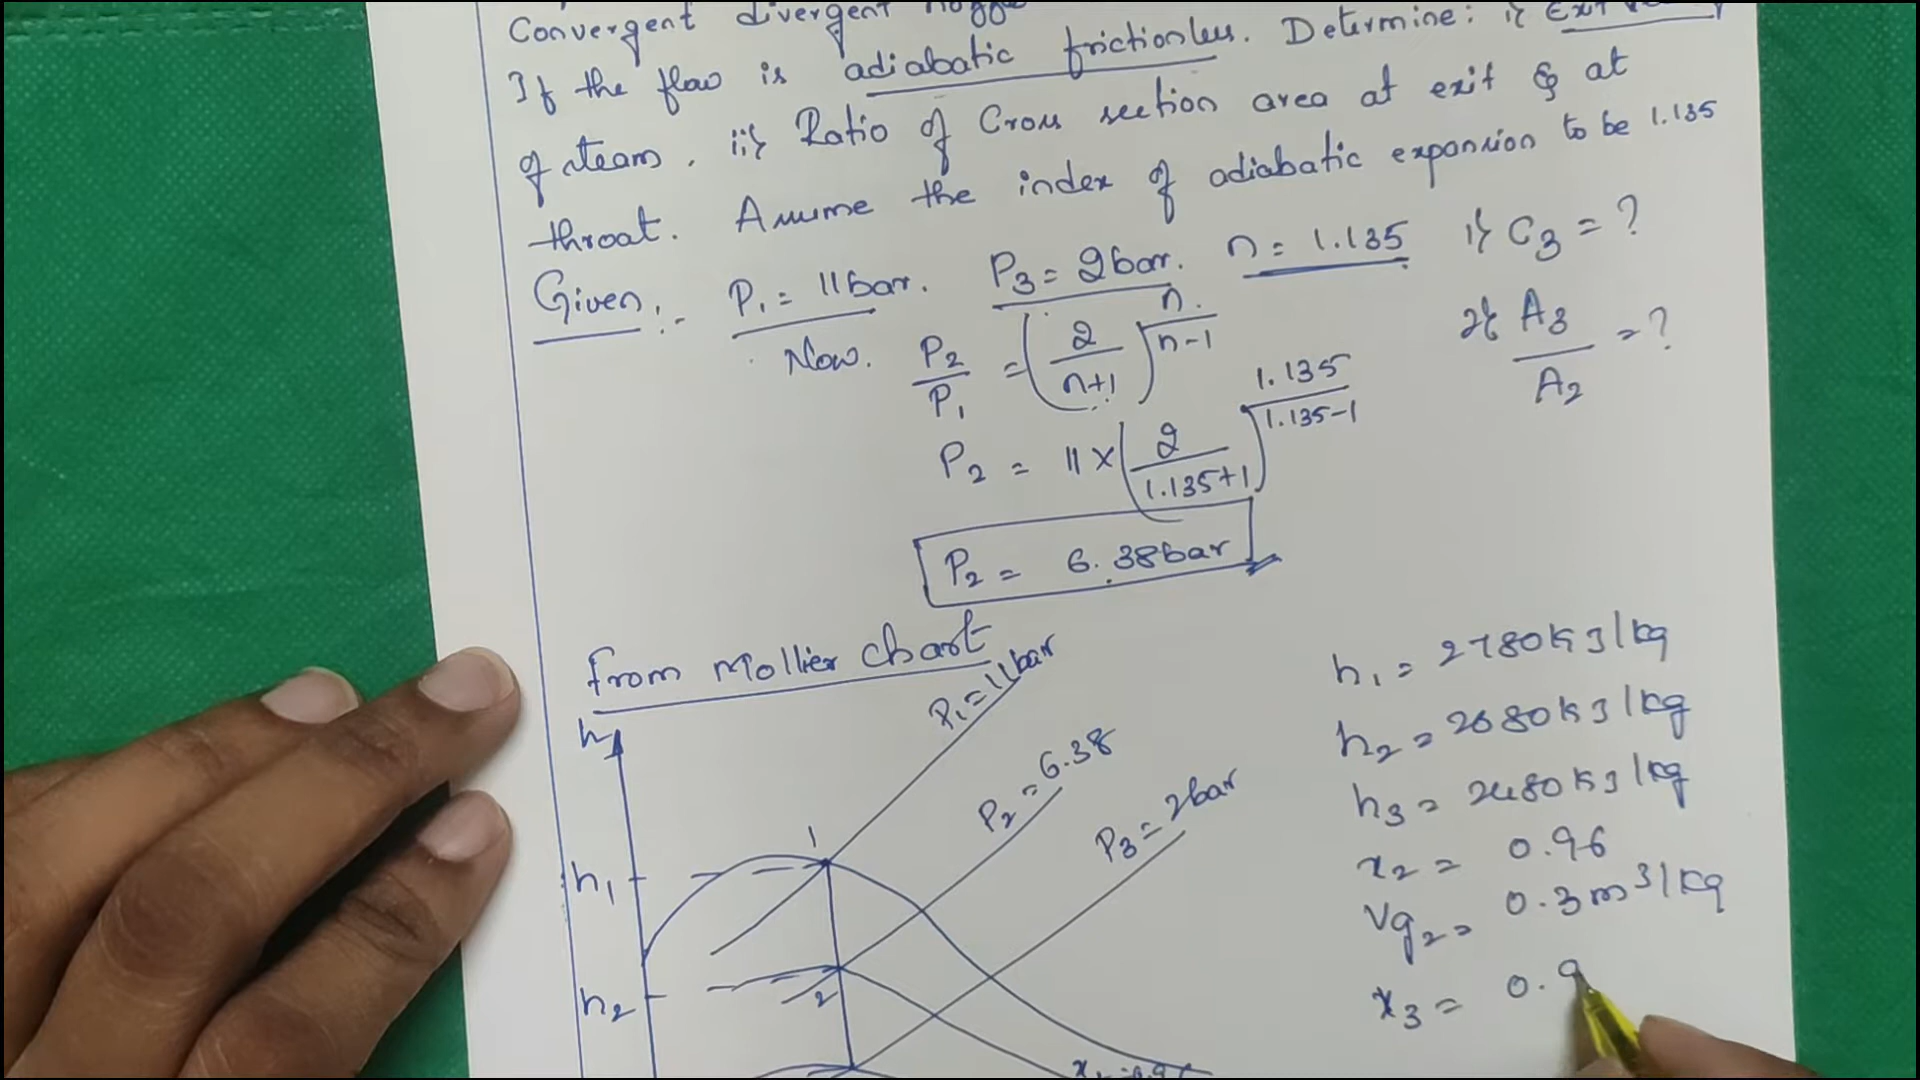 Convergent divergent
If the flow is adiabatic frictionless. Determine: i}
of steam. ii} Ratio of Cross section area at exit & at
throat. Assume the index of adiabatic expansion to be 1.135
Given:- P1 = 11bar. P3 = 2bar. n = 1.135 1} C3 = ?
Now. P2/P1 = (2/n+1)^n/n-1 2} A3/A2 = ?
P2 = 11 × (2/1.135+1)^1.135/1.135-1
P2 = 6.38bar
from Mollier chart
h P1=11bar h1 = 2780KJ/kg
P2=6.38 h2 = 2680KJ/kg
P3=2bar h3 = 2480KJ/kg
1 x2 = 0.96
h1 Vg2 = 0.3m3/kg
h2 2 x3 = 0.9